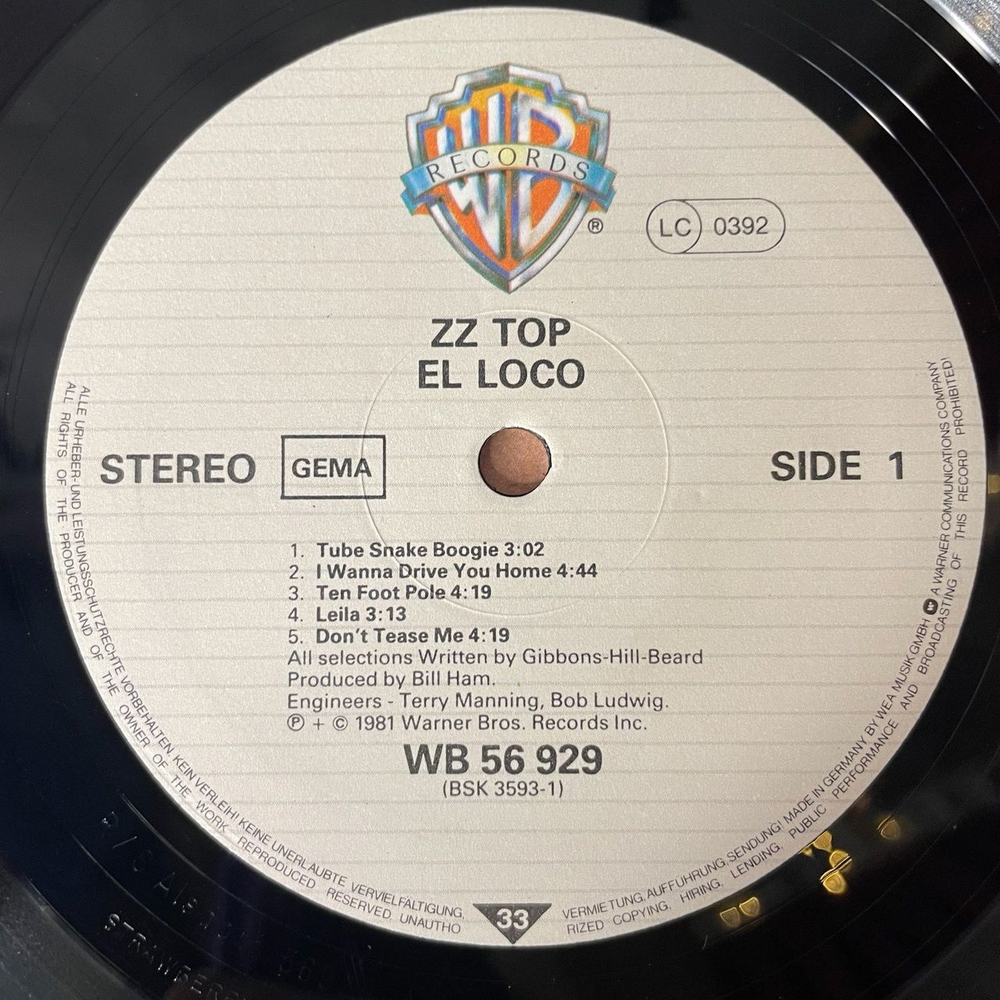 WB
RECORDS
®
LC 0392
ZZ TOP
EL LOCO
STEREO
GEMA
SIDE 1
1. Tube Snake Boogie 3:02
2. I Wanna Drive You Home 4:44
3. Ten Foot Pole 4:19
4. Leila 3:13
5. Don't Tease Me 4:19
All selections Written by Gibbons-Hill-Beard
Produced by Bill Ham.
Engineers - Terry Manning, Bob Ludwig.
℗ + © 1981 Warner Bros. Records Inc.
WB 56 929
(BSK 3593-1)
33
ALLE URHEBER- UND LEISTUNGSSCHUTZRECHTE VORBEHALTEN. KEIN VERLEIH! KEINE UNERLAUBTE VERVIELFÄLTIGUNG, VERMIETUNG, AUFFÜHRUNG, SENDUNG! MADE IN GERMANY BY WEA MUSIK GMBH A WARNER COMMUNICATIONS COMPANY
ALL RIGHTS OF THE PRODUCER AND OF THE OWNER OF THE WORK REPRODUCED RESERVED. UNAUTHORIZED COPYING, HIRING, LENDING, PUBLIC PERFORMANCE AND BROADCASTING OF THIS RECORD PROHIBITED!